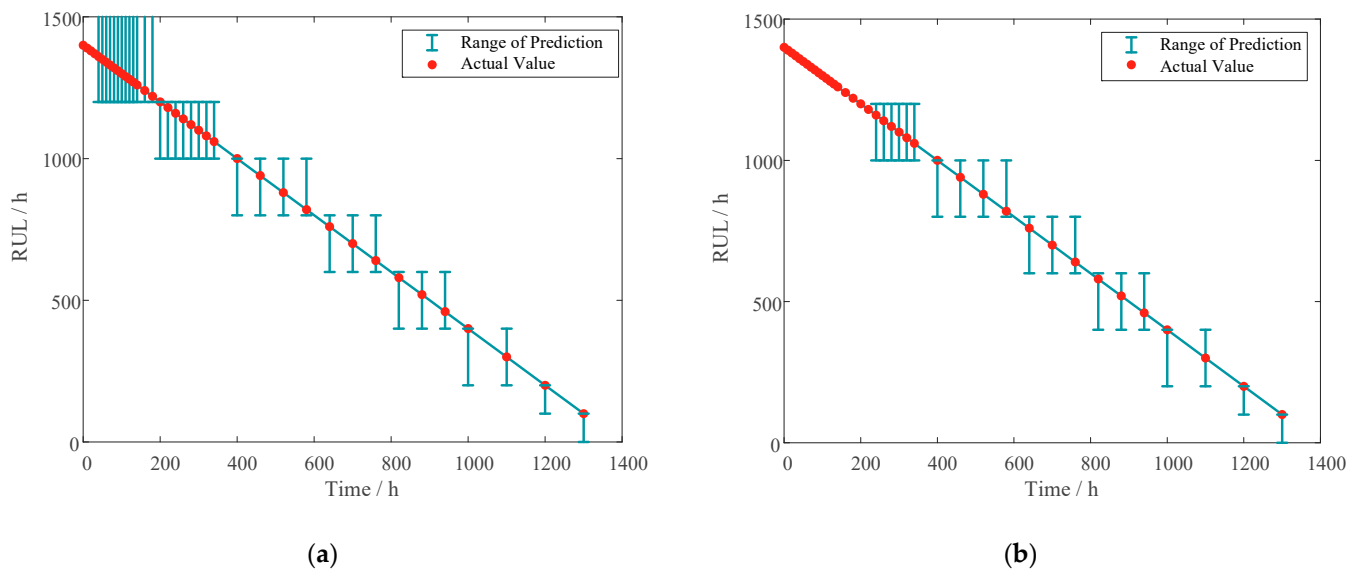 1500
1000
500
0
RUL / h
0 200 400 600 800 1000 1200 1400
Time / h
Range of Prediction
Actual Value
(a)
1500
1000
500
0
RUL / h
0 200 400 600 800 1000 1200 1400
Time / h
Range of Prediction
Actual Value
(b)